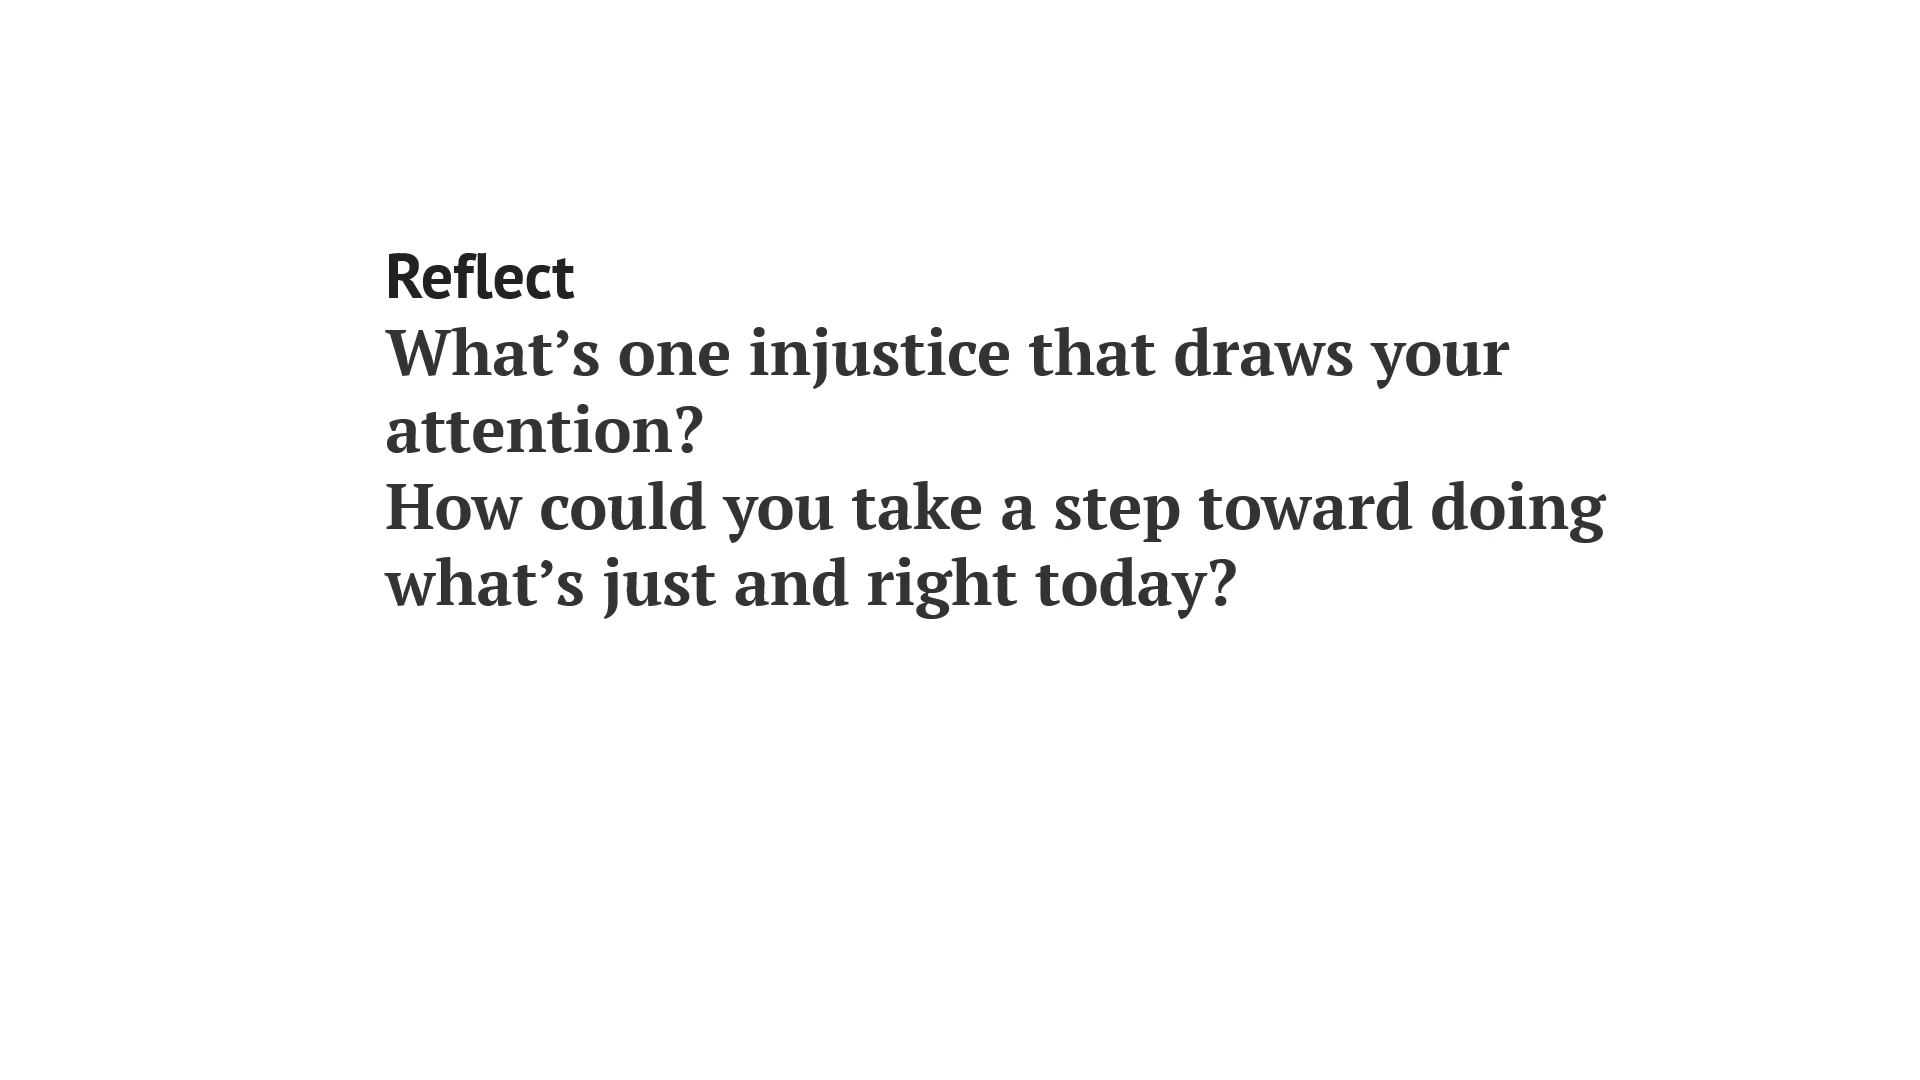 Reflect
What’s one injustice that draws your
attention?
How could you take a step toward doing
what’s just and right today?